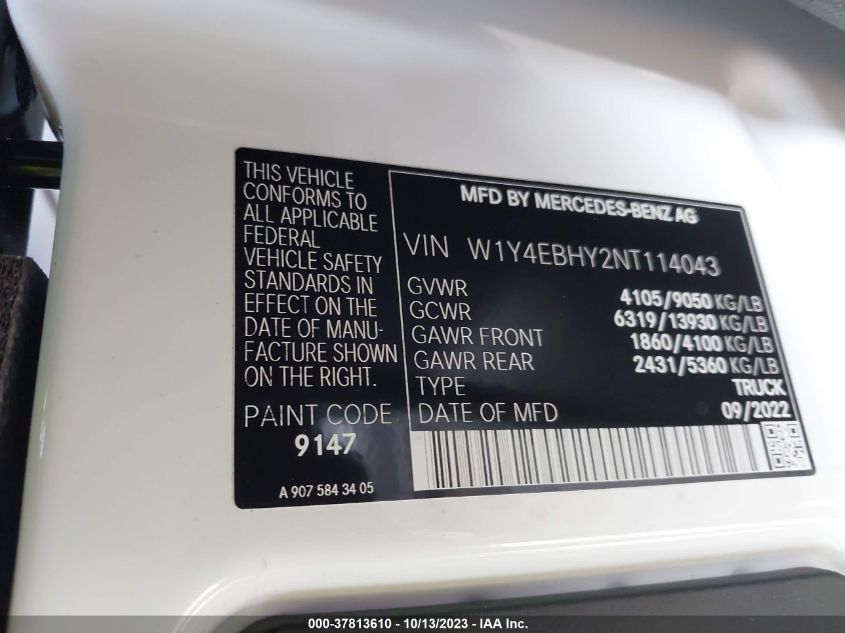 THIS VEHICLE
CONFORMS TO
ALL APPLICABLE
FEDERAL
VEHICLE SAFETY
STANDARDS IN
EFFECT ON THE
DATE OF MANU-
FACTURE SHOWN
ON THE RIGHT.
PAINT CODE
9147
A 907 584 34 05
MFD BY MERCEDES-BENZ AG
VIN W1Y4EBHY2NT114043
GVWR 4105/9050 KG/LB
GCWR 6319/13930 KG/LB
GAWR FRONT 1860/4100 KG/LB
GAWR REAR 2431/5360 KG/LB
TYPE TRUCK
DATE OF MFD 09/2022
000-37813610 - 10/13/2023 - IAA Inc.